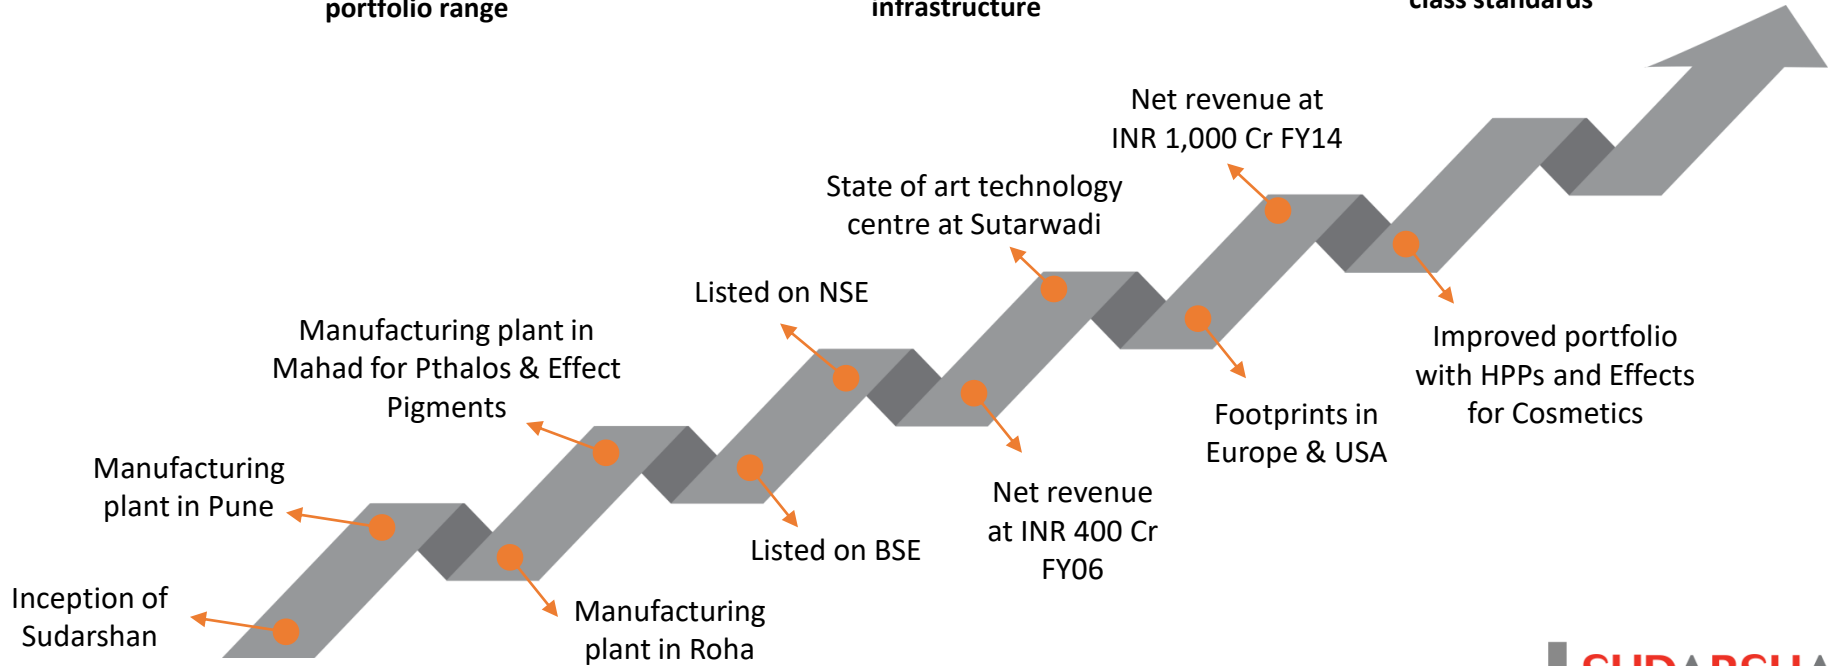 portfolio range
infrastructure
class standards
Net revenue at
INR 1,000 Cr FY14
State of art technology
centre at Sutarwadi
Listed on NSE
Manufacturing plant in
Mahad for Pthalos & Effect
Pigments
Improved portfolio
with HPPs and Effects
for Cosmetics
Footprints in
Europe & USA
Manufacturing
plant in Pune
Net revenue
at INR 400 Cr
FY06
Listed on BSE
Inception of
Sudarshan
Manufacturing
plant in Roha